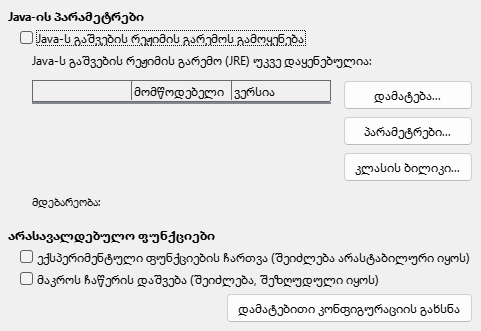 Java-ის პარამეტრები
Java-ს გაშვების რეჟიმის გარემოს გამოყენება
Java-ს გაშვების რეჟიმის გარემო (JRE) უკვე დაყენებულია:
მომწოდებელი ვერსია
დამატება...
პარამეტრები...
კლასის ბილიკი...
მდებარეობა:
არასავალდებულო ფუნქციები
ექსპერიმენტული ფუნქციების ჩართვა (შეიძლება არასტაბილური იყოს)
მაკროს ჩაწერის დაშვება (შეიძლება, შეზღუდული იყოს)
დამატებითი კონფიგურაციის გახსნა